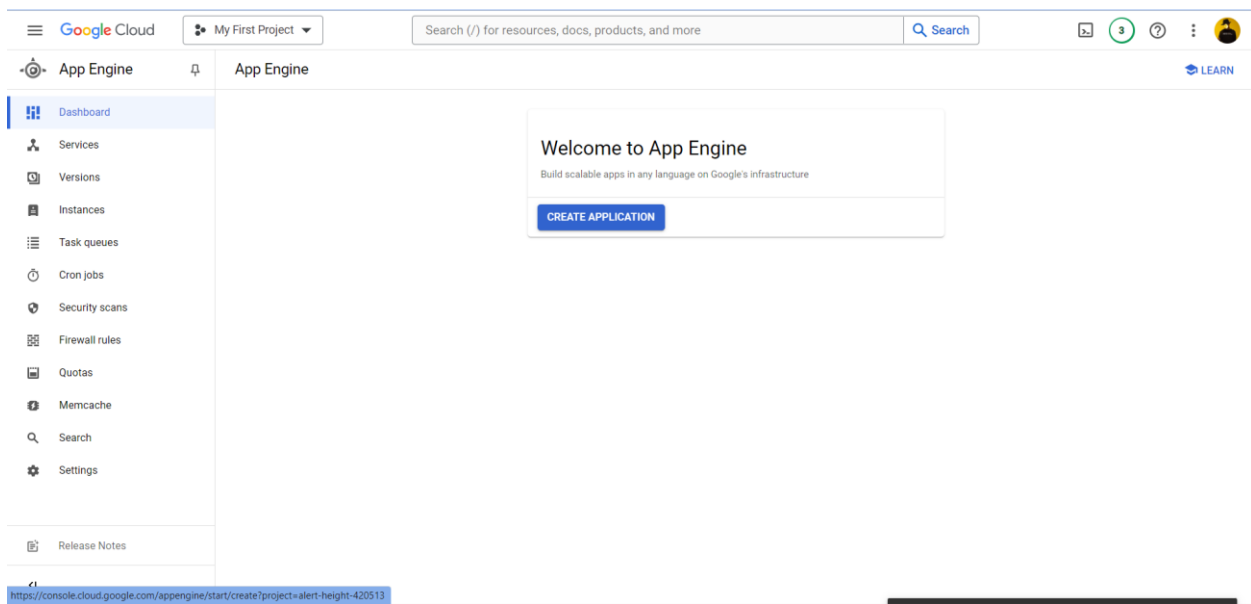 Google Cloud
My First Project
Search (/) for resources, docs, products, and more
Search
3
App Engine
App Engine
LEARN
Dashboard
Services
Versions
Instances
Task queues
Cron jobs
Security scans
Firewall rules
Quotas
Memcache
Search
Settings
Release Notes
Welcome to App Engine
Build scalable apps in any language on Google's infrastructure
CREATE APPLICATION
https://console.cloud.google.com/appengine/start/create?project=alert-height-420513